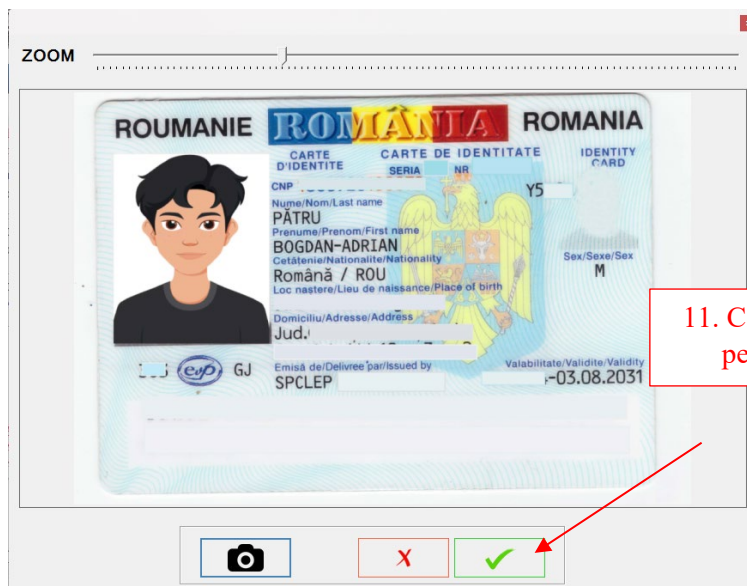 ZOOM
ROUMANIE ROMÂNIA ROMANIA
CARTE D'IDENTITE
CARTE DE IDENTITATE
IDENTITY CARD
SERIA NR
CNP
Y5
Nume/Nom/Last name
PĂTRU
Prenume/Prenom/First name
BOGDAN-ADRIAN
Cetăţenie/Nationalite/Nationality
Română / ROU
Sex/Sexe/Sex
M
Loc nastere/Lieu de naissance/Place of birth
Domiciliu/Adresse/Address
Jud.
GJ
Emisă de/Delivree par/Issued by
SPCLEP
Valabilitate/Validite/Validity
-03.08.2031
11. C
pe
X